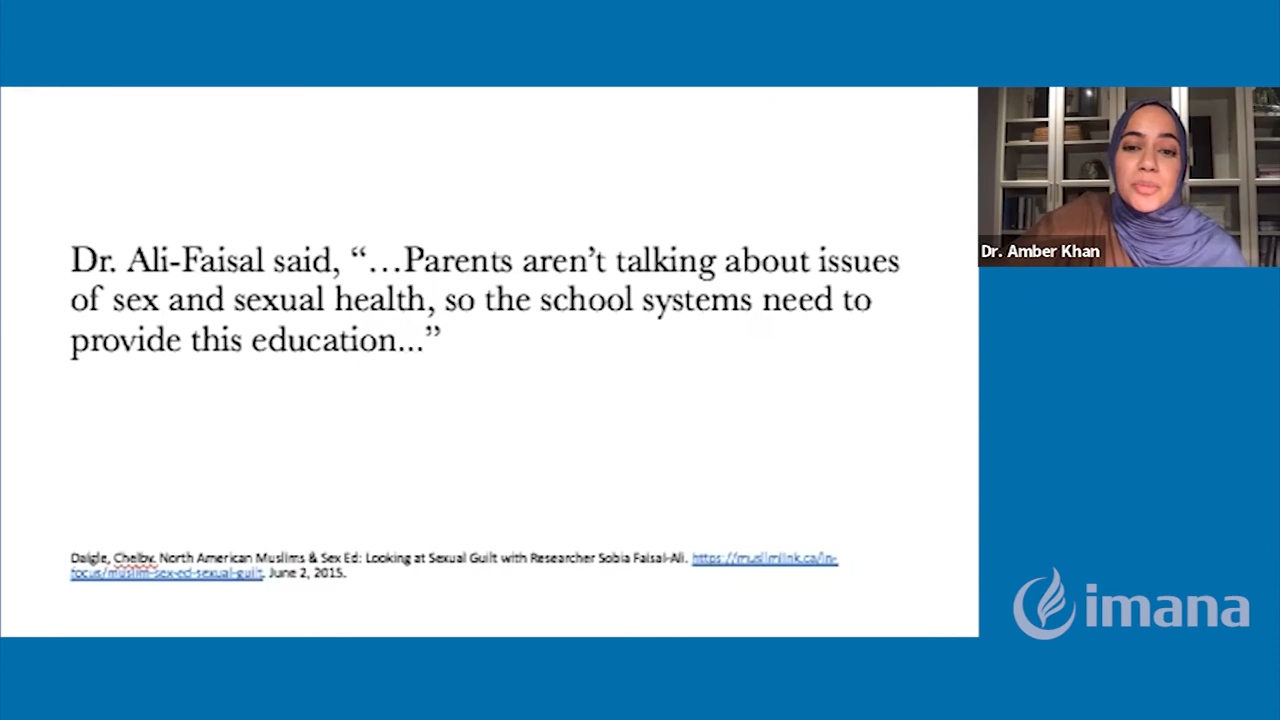 Dr. Ali-Faisal said, “…Parents aren’t talking about issues
of sex and sexual health, so the school systems need to
provide this education...”
Dr. Amber Khan
Daigle, Chelby. North American Muslims & Sex Ed: Looking at Sexual Guilt with Researcher Sobia Faisal-Ali. https://muslimlink.ca/in-
focus/muslim-sex-ed-sexual-guilt. June 2, 2015.
imana